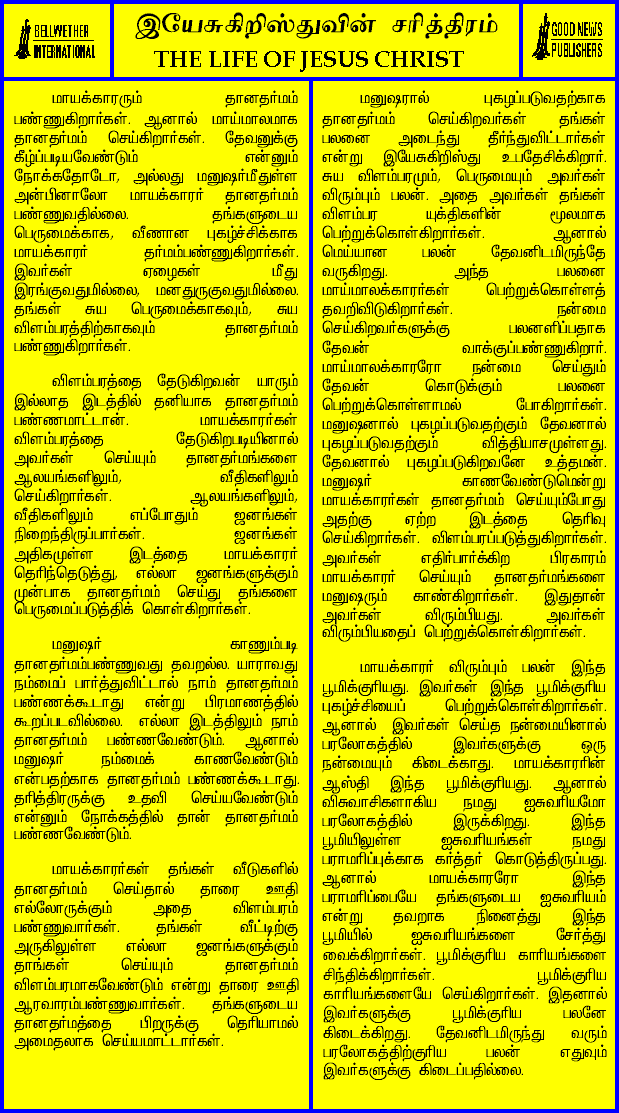 BELLWETHER
INTERNATIONAL
இயேசுகிறிஸ்துவின் சரித்திரம்
THE LIFE OF JESUS CHRIST
GOOD NEWS
PUBLISHERS
மாயக்காரரும் தானதர்மம்
பண்ணுகிறார்கள். ஆனால் மாய்மாலமாக
தானதர்மம் செய்கிறார்கள். தேவனுக்கு
கீழ்ப்படியவேண்டும் என்னும்
நோக்கதோடோ, அல்லது மனுஷர்மீதுள்ள
அன்பினாலோ மாயக்காரர் தானதர்மம்
பண்ணுவதில்லை. தங்களுடைய
பெருமைக்காக, வீணான புகழ்ச்சிக்காக
மாயக்காரர் தர்மம்பண்ணுகிறார்கள்.
இவர்கள் ஏழைகள் மீது
இரங்குவதுமில்லை, மனதுருகுவதுமில்லை.
தங்கள் சுய பெருமைக்காகவும், சுய
விளம்பரத்திற்காகவும் தானதர்மம்
பண்ணுகிறார்கள்.
விளம்பரத்தை தேடுகிறவன் யாரும்
இல்லாத இடத்தில் தனியாக தானதர்மம்
பண்ணமாட்டான். மாயக்காரர்கள்
விளம்பரத்தை தேடுகிறபடியினால்
அவர்கள் செய்யும் தானதர்மங்களை
ஆலயங்களிலும், வீதிகளிலும்
செய்கிறார்கள். ஆலயங்களிலும்,
வீதிகளிலும் எப்போதும் ஜனங்கள்
நிறைந்திருப்பார்கள். ஜனங்கள்
அதிகமுள்ள இடத்தை மாயக்காரர்
தெரிந்தெடுத்து, எல்லா ஜனங்களுக்கும்
முன்பாக தானதர்மம் செய்து தங்களை
பெருமைப்படுத்திக் கொள்கிறார்கள்.
மனுஷர் காணும்படி
தானதர்மம்பண்ணுவது தவறல்ல. யாராவது
நம்மைப் பார்த்துவிட்டால் நாம் தானதர்மம்
பண்ணக்கூடாது என்று பிரமாணத்தில்
கூறப்படவில்லை. எல்லா இடத்திலும் நாம்
தானதர்மம் பண்ணவேண்டும். ஆனால்
மனுஷர் நம்மைக் காணவேண்டும்
என்பதற்காக தானதர்மம் பண்ணக்கூடாது.
தரித்திரருக்கு உதவி செய்யவேண்டும்
என்னும் நோக்கத்தில் தான் தானதர்மம்
பண்ணவேண்டும்.
மாயக்காரர்கள் தங்கள் வீடுகளில்
தானதர்மம் செய்தால் தாரை ஊதி
எல்லோருக்கும் அதை விளம்பரம்
பண்ணுவார்கள். தங்கள் வீட்டிற்கு
அருகிலுள்ள எல்லா ஜனங்களுக்கும்
தாங்கள் செய்யும் தானதர்மம்
விளம்பரமாகவேண்டும் என்று தாரை ஊதி
ஆரவாரம்பண்ணுவார்கள். தங்களுடைய
தானதர்மத்தை பிறருக்கு தெரியாமல்
அமைதலாக செய்யமாட்டார்கள்.
மனுஷரால் புகழப்படுவதற்காக
தானதர்மம் செய்கிறவர்கள் தங்கள்
பலனை அடைந்து தீர்ந்துவிட்டார்கள்
என்று இயேசுகிறிஸ்து உபதேசிக்கிறார்.
சுய விளம்பரமும், பெருமையும் அவர்கள்
விரும்பும் பலன். அதை அவர்கள் தங்கள்
விளம்பர யுக்திகளின் மூலமாக
பெற்றுக்கொள்கிறார்கள். ஆனால்
மெய்யான பலன் தேவனிடமிருந்தே
வருகிறது. அந்த பலனை
மாய்மாலக்காரர்கள் பெற்றுக்கொள்ளத்
தவறிவிடுகிறார்கள். நன்மை
செய்கிறவர்களுக்கு பலனளிப்பதாக
தேவன் வாக்குப்பண்ணுகிறார்.
மாய்மாலக்காரரோ நன்மை செய்தும்
தேவன் கொடுக்கும் பலனை
பெற்றுக்கொள்ளாமல் போகிறார்கள்.
மனுஷனால் புகழப்படுவதற்கும் தேவனால்
புகழப்படுவதற்கும் வித்தியாசமுள்ளது.
தேவனால் புகழப்படுகிறவனே உத்தமன்.
மனுஷர் காணவேண்டுமென்று
மாயக்காரர்கள் தானதர்மம் செய்யும்போது
அதற்கு ஏற்ற இடத்தை தெரிவு
செய்கிறார்கள். விளம்பரப்படுத்துகிறார்கள்.
அவர்கள் எதிர்பார்க்கிற பிரகாரம்
மாயக்காரர் செய்யும் தானதர்மங்களை
மனுஷரும் காண்கிறார்கள். இதுதான்
அவர்கள் விரும்பியது. அவர்கள்
விரும்பியதைப் பெற்றுக்கொள்கிறார்கள்.
மாயக்காரர் விரும்பும் பலன் இந்த
பூமிக்குரியது. இவர்கள் இந்த பூமிக்குரிய
புகழ்ச்சியைப் பெற்றுக்கொள்கிறார்கள்.
ஆனால் இவர்கள் செய்த நன்மையினால்
பரலோகத்தில் இவர்களுக்கு ஒரு
நன்மையும் கிடைக்காது. மாயக்காரரின்
ஆஸ்தி இந்த பூமிக்குரியது. ஆனால்
விசுவாசிகளாகிய நமது ஐசுவரியமோ
பரலோகத்தில் இருக்கிறது. இந்த
பூமியிலுள்ள ஐசுவரியங்கள் நமது
பராமரிப்புக்காக கர்த்தர் கொடுத்திருப்பது.
ஆனால் மாயக்காரரோ இந்த
பராமரிப்பையே தங்களுடைய ஐசுவரியம்
என்று தவறாக நினைத்து இந்த
பூமியில் ஐசுவரியங்களை சேர்த்து
வைக்கிறார்கள். பூமிக்குரிய காரியங்களை
சிந்திக்கிறார்கள். பூமிக்குரிய
காரியங்களையே செய்கிறார்கள். இதனால்
இவர்களுக்கு பூமிக்குரிய பலனே
கிடைக்கிறது. தேவனிடமிருந்து வரும்
பரலோகத்திற்குரிய பலன் எதுவும்
இவர்களுக்கு கிடைப்பதில்லை.